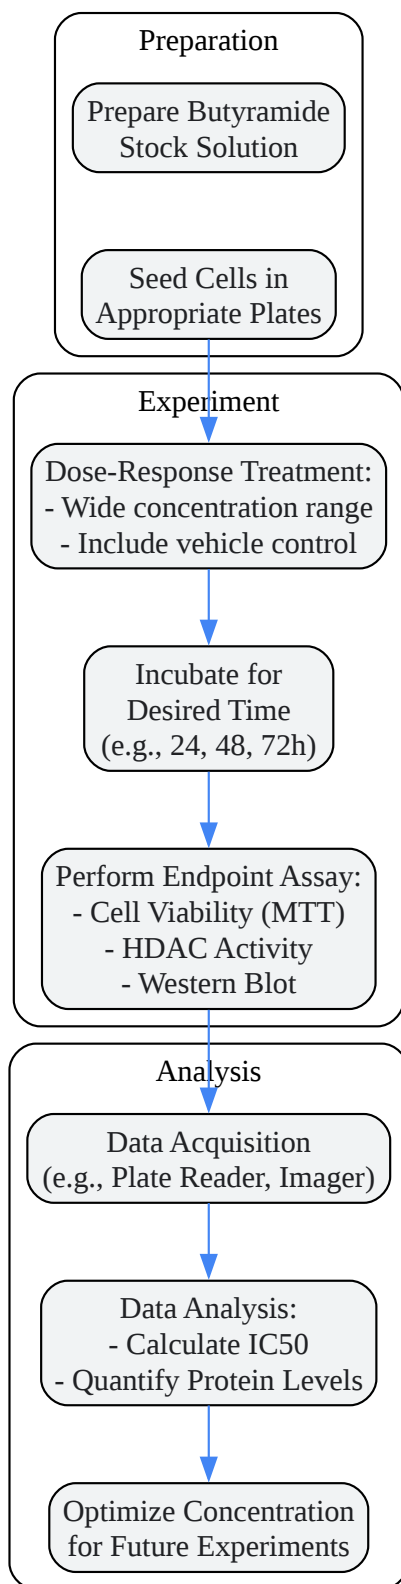 Preparation
Prepare Butyramide
Stock Solution
Seed Cells in
Appropriate Plates
Experiment
Dose-Response Treatment:
- Wide concentration range
- Include vehicle control
Incubate for
Desired Time
(e.g., 24, 48, 72h)
Perform Endpoint Assay:
- Cell Viability (MTT)
- HDAC Activity
- Western Blot
Analysis
Data Acquisition
(e.g., Plate Reader, Imager)
Data Analysis:
- Calculate IC50
- Quantify Protein Levels
Optimize Concentration
for Future Experiments